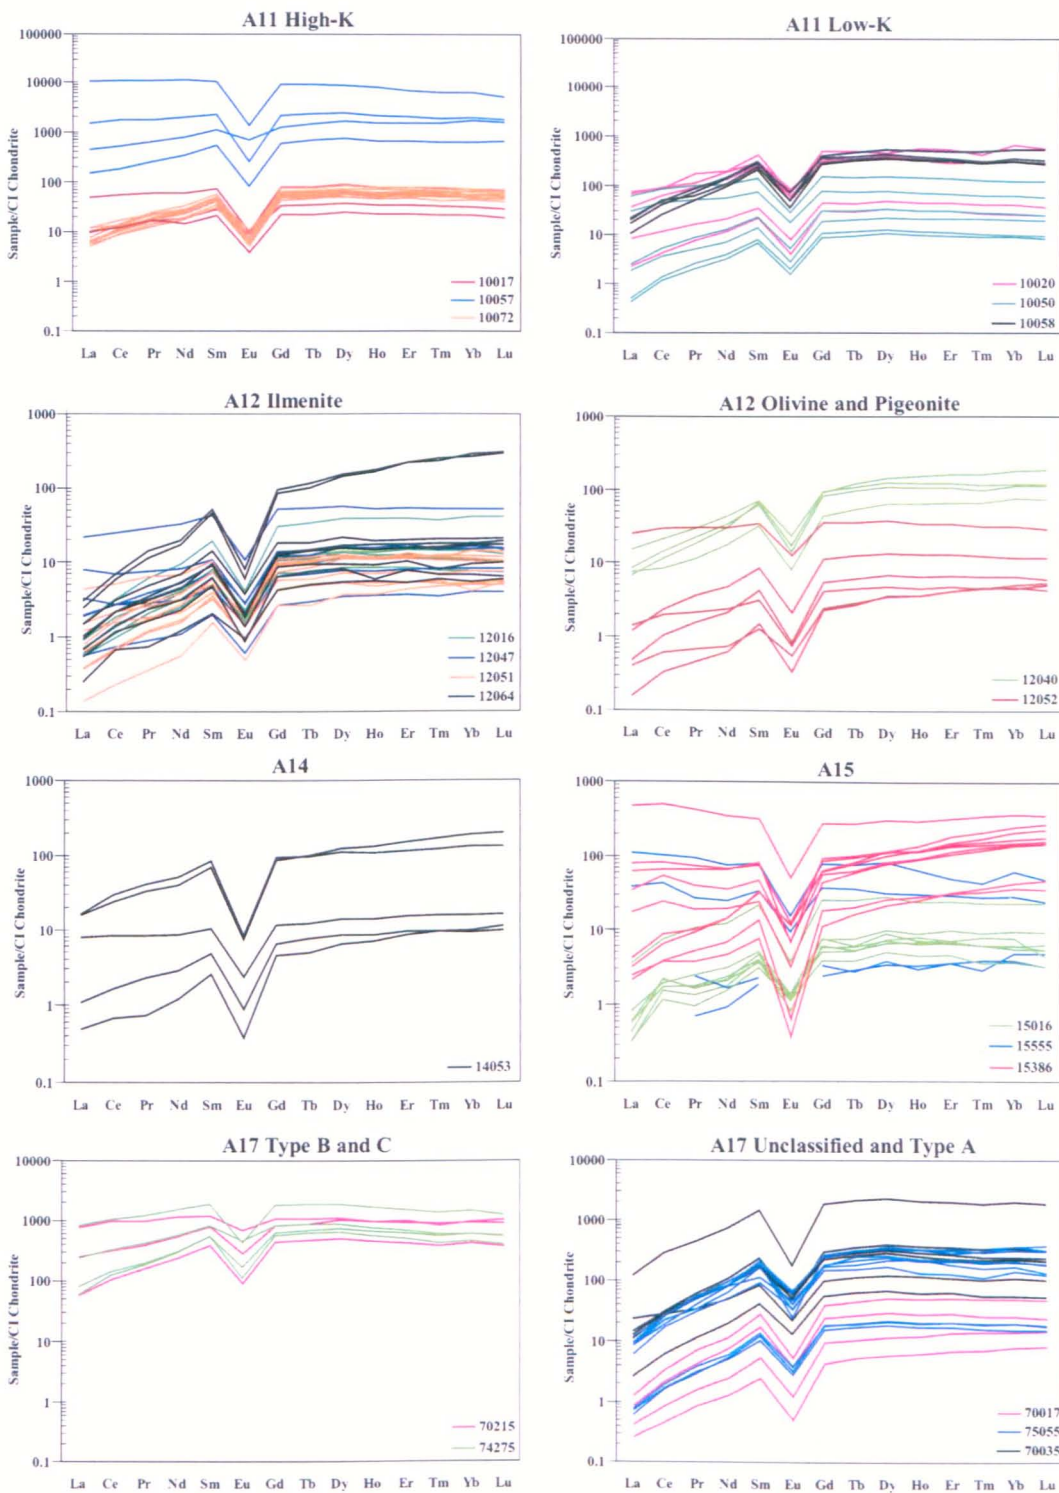 A11 High-K
A11 Low-K
100000
10000
1000
100
10
1
0.1
Sample/CI Chondrite
La Ce Pr Nd Sm Eu Gd Tb Dy Ho Er Tm Yb Lu
10017
10057
10072
100000
10000
1000
100
10
1
0.1
Sample/CI Chondrite
La Ce Pr Nd Sm Eu Gd Tb Dy Ho Er Tm Yb Lu
10020
10050
10058
A12 Ilmenite
A12 Olivine and Pigeonite
1000
100
10
1
0.1
Sample/CI Chondrite
La Ce Pr Nd Sm Eu Gd Tb Dy Ho Er Tm Yb Lu
12016
12047
12051
12064
1000
100
10
1
0.1
Sample/CI Chondrite
La Ce Pr Nd Sm Eu Gd Tb Dy Ho Er Tm Yb Lu
12040
12052
A14
A15
1000
100
10
1
0.1
Sample/CI Chondrite
La Ce Pr Nd Sm Eu Gd Tb Dy Ho Er Tm Yb Lu
14053
1000
100
10
1
0.1
Sample/CI Chondrite
La Ce Pr Nd Sm Eu Gd Tb Dy Ho Er Tm Yb Lu
15016
15555
15386
A17 Type B and C
A17 Unclassified and Type A
10000
1000
100
10
1
0.1
Sample/CI Chondrite
La Ce Pr Nd Sm Eu Gd Tb Dy Ho Er Tm Yb Lu
70215
74275
10000
1000
100
10
1
0.1
Sample/CI Chondrite
La Ce Pr Nd Sm Eu Gd Tb Dy Ho Er Tm Yb Lu
70017
75055
70035